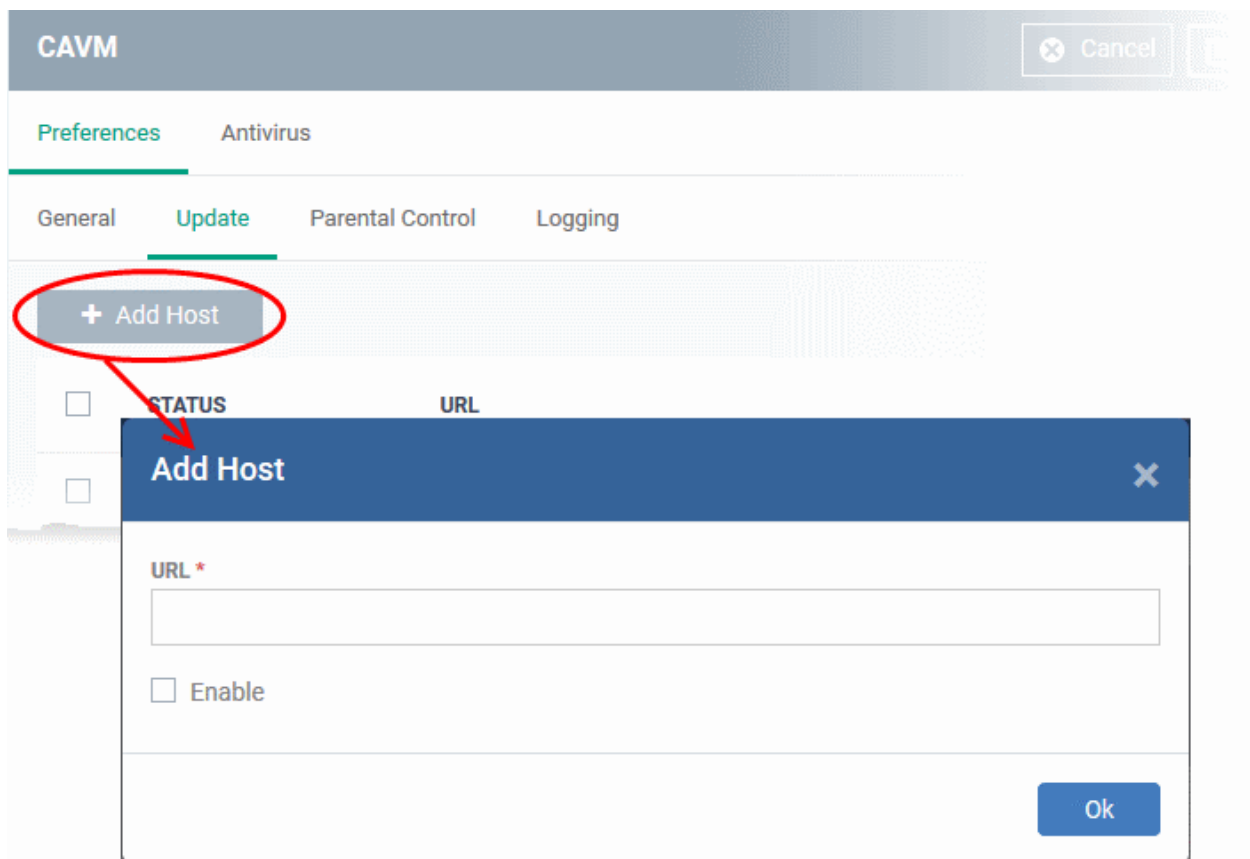 CAVM
Cancel
Preferences Antivirus
General Update Parental Control Logging
+ Add Host
STATUS URL
Add Host
URL *
Enable
Ok